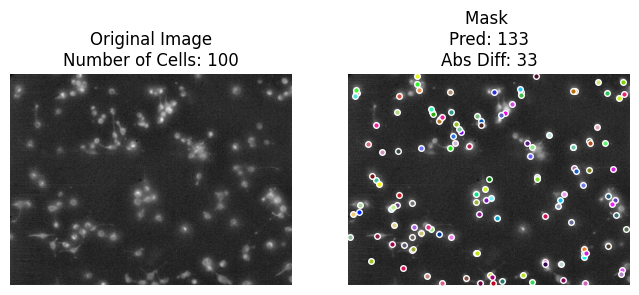 Original Image
Number of Cells: 100
Mask
Pred: 133
Abs Diff: 33